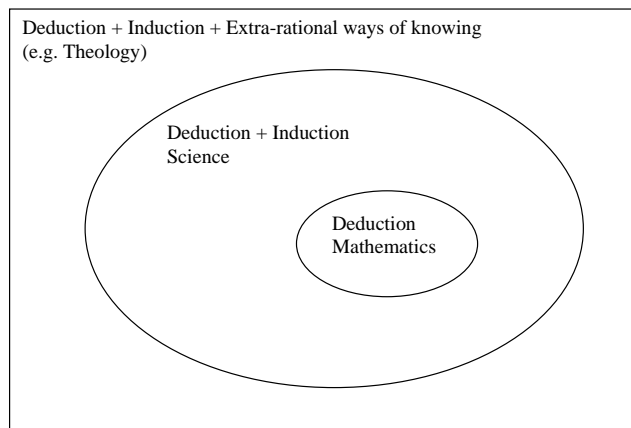 Deduction + Induction + Extra-rational ways of knowing
(e.g. Theology)
Deduction + Induction
Science
Deduction
Mathematics